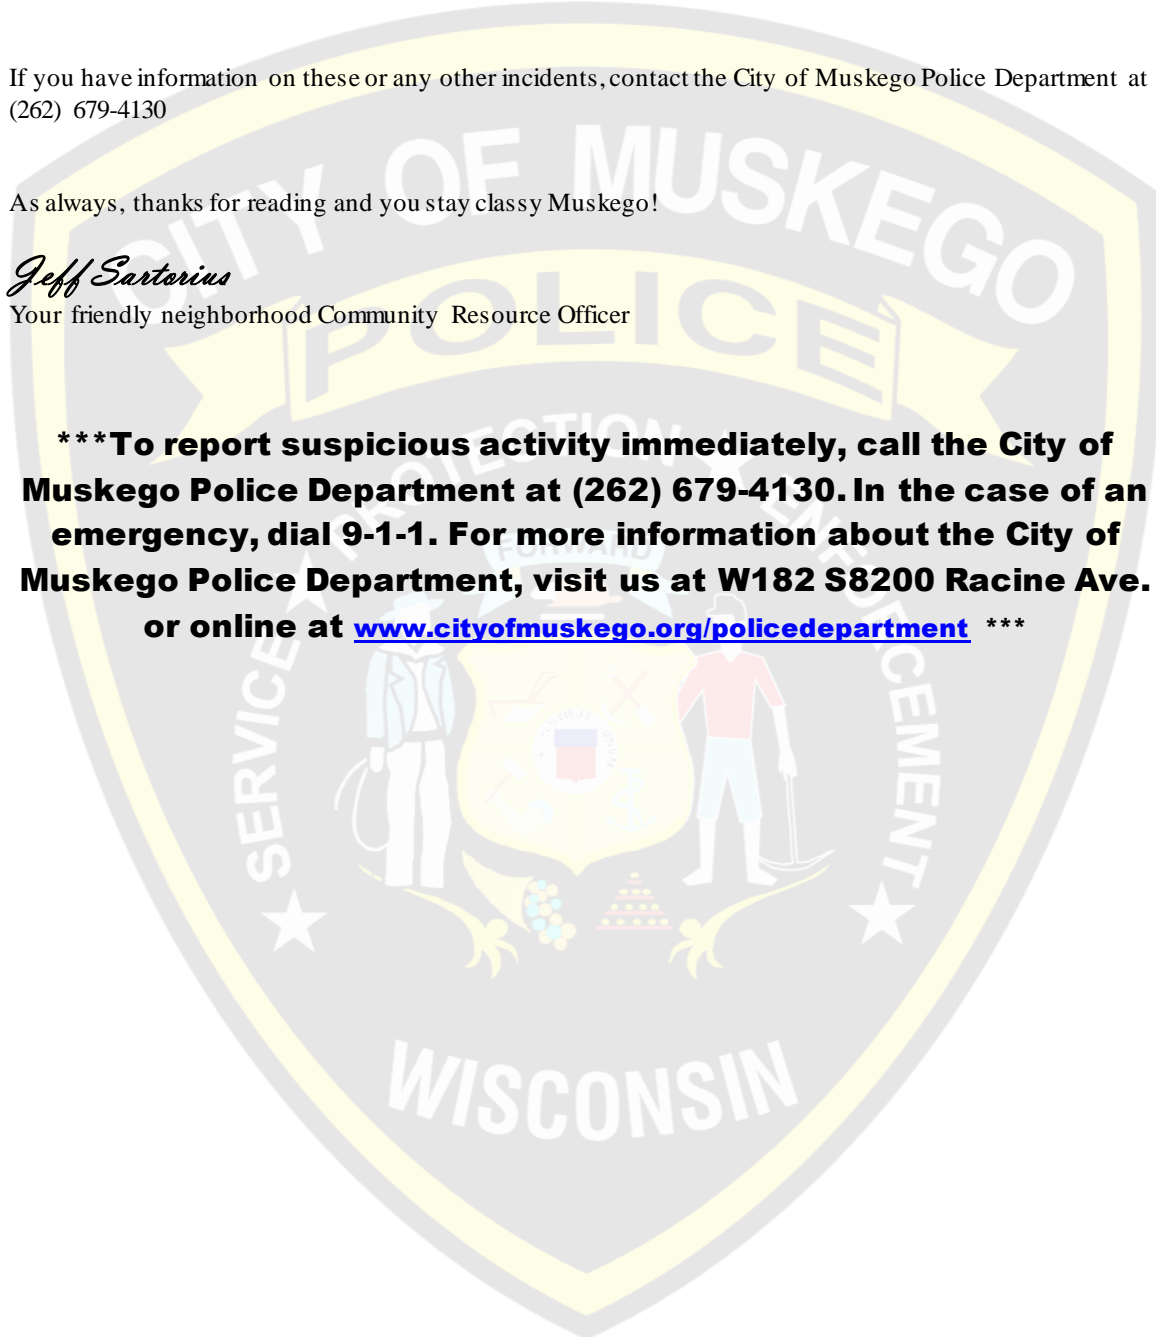 If you have information on these or any other incidents, contact the City of Muskego Police Department at
(262) 679-4130
As always, thanks for reading and you stay classy Muskego!
Jeff Sartorius
Your friendly neighborhood Community Resource Officer
***To report suspicious activity immediately, call the City of
Muskego Police Department at (262) 679-4130. In the case of an
emergency, dial 9-1-1. For more information about the City of
Muskego Police Department, visit us at W182 S8200 Racine Ave.
or online at www.cityofmuskego.org/policedepartment ***
CITY OF MUSKEGO
POLICE
SERVICE ★ PROTECTION ★ ENFORCEMENT
FORWARD
WISCONSIN